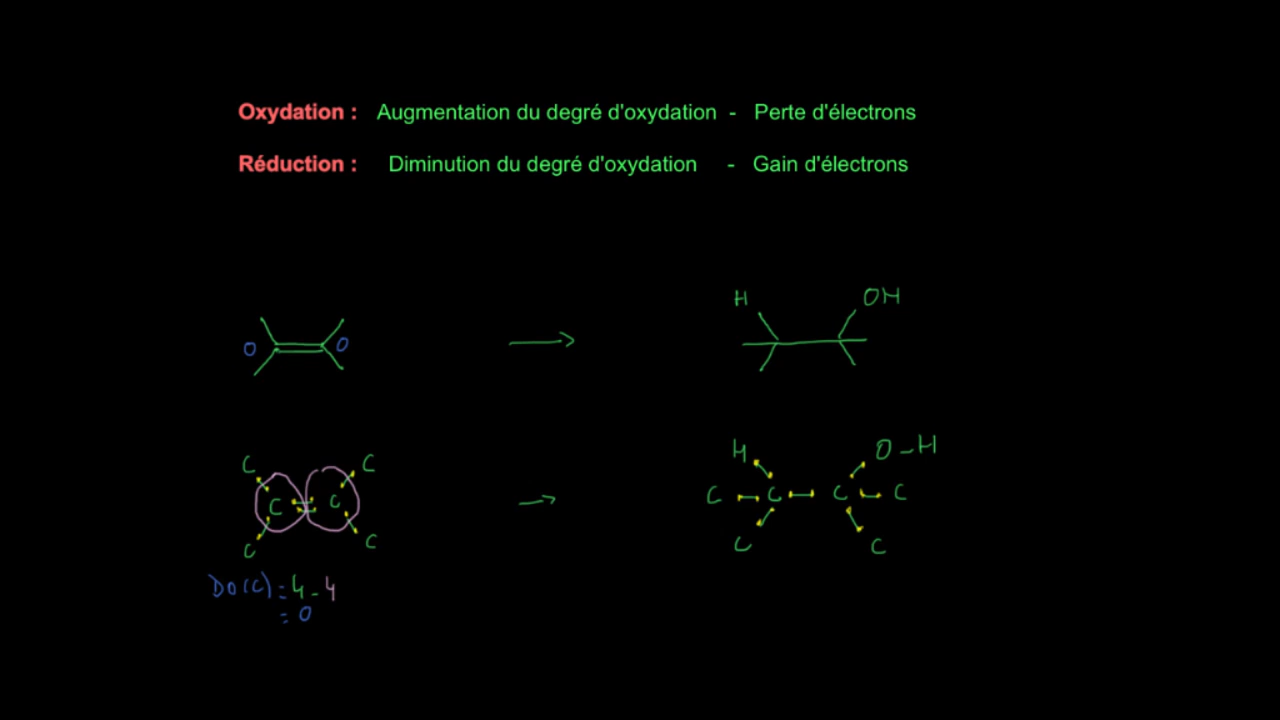 Oxydation : Augmentation du degré d'oxydation - Perte d'électrons
Réduction : Diminution du degré d'oxydation - Gain d'électrons
H OH
O O
C C H O-H
C C C C C C
C C C C
DO(C) = 4 - 4
= 0